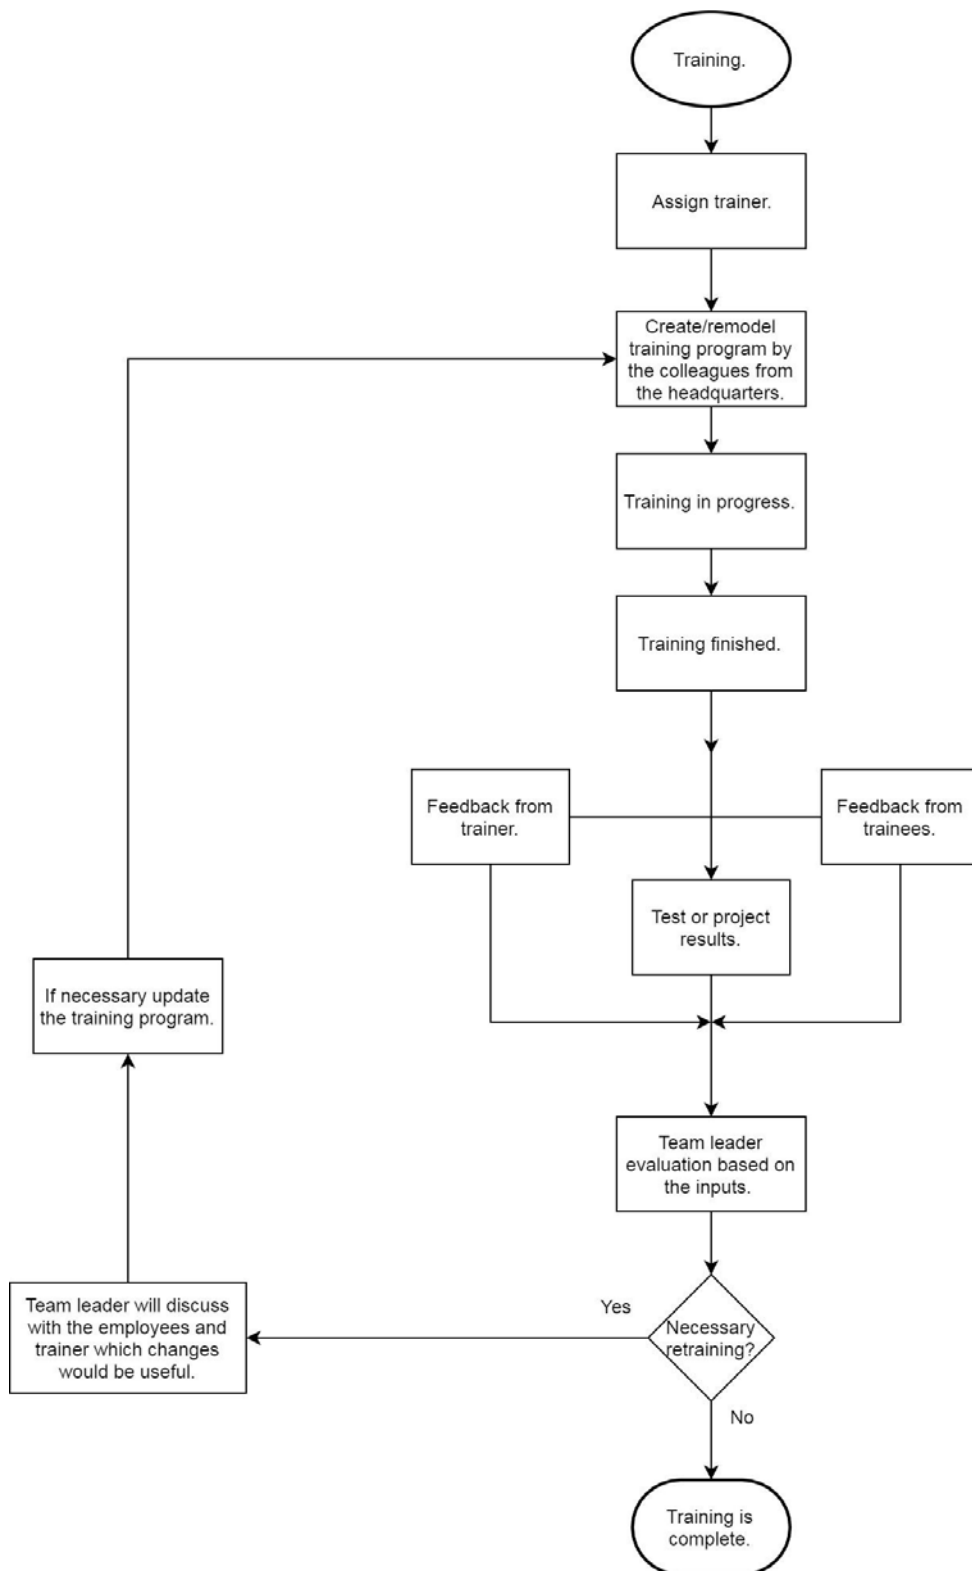 Training.
Assign trainer.
Create/remodel
training program by
the colleagues from
the headquarters.
Training in progress.
Training finished.
Feedback from
trainer.
Feedback from
trainees.
Test or project
results.
If necessary update
the training program.
Team leader
evaluation based on
the inputs.
Team leader will discuss
with the employees and
trainer which changes
would be useful.
Yes
Necessary
retraining?
No
Training is
complete.